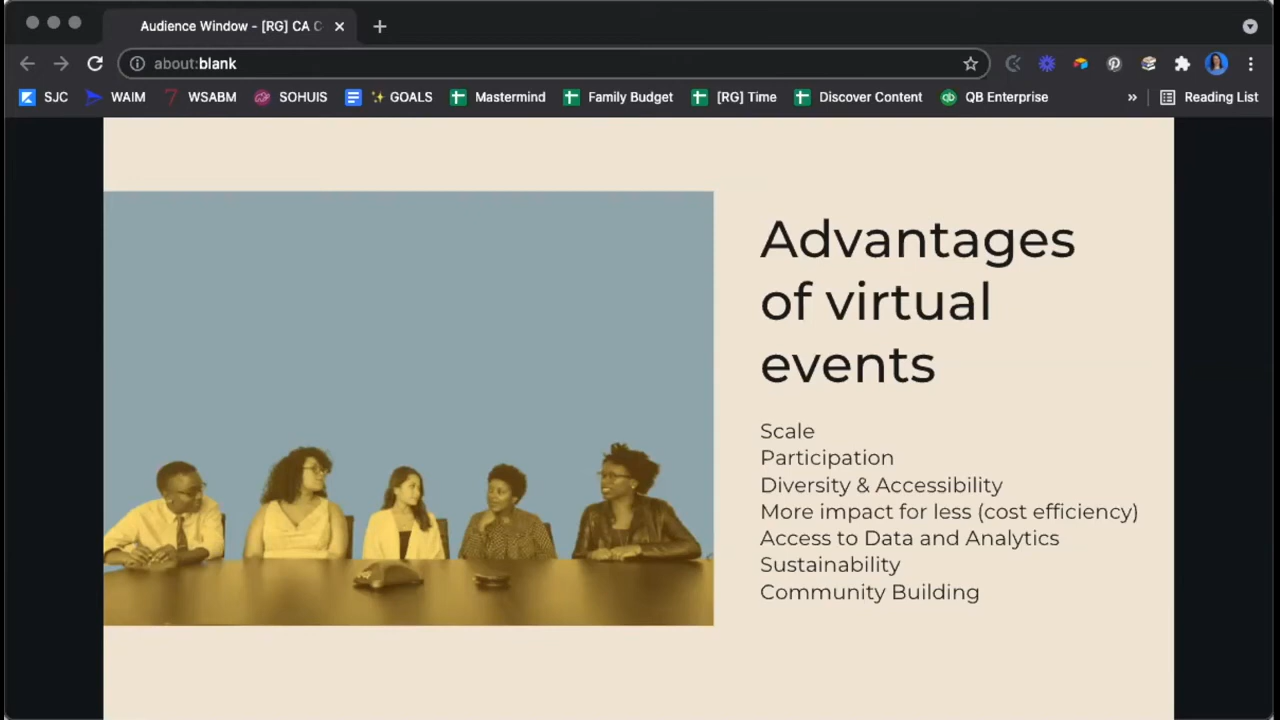 Audience Window - [RG] CA C
about:blank
SJC
WAIM
WSABM
SOHUIS
✨ GOALS
Mastermind
Family Budget
[RG] Time
Discover Content
QB Enterprise
»
Reading List
Advantages
of virtual
events
Scale
Participation
Diversity & Accessibility
More impact for less (cost efficiency)
Access to Data and Analytics
Sustainability
Community Building